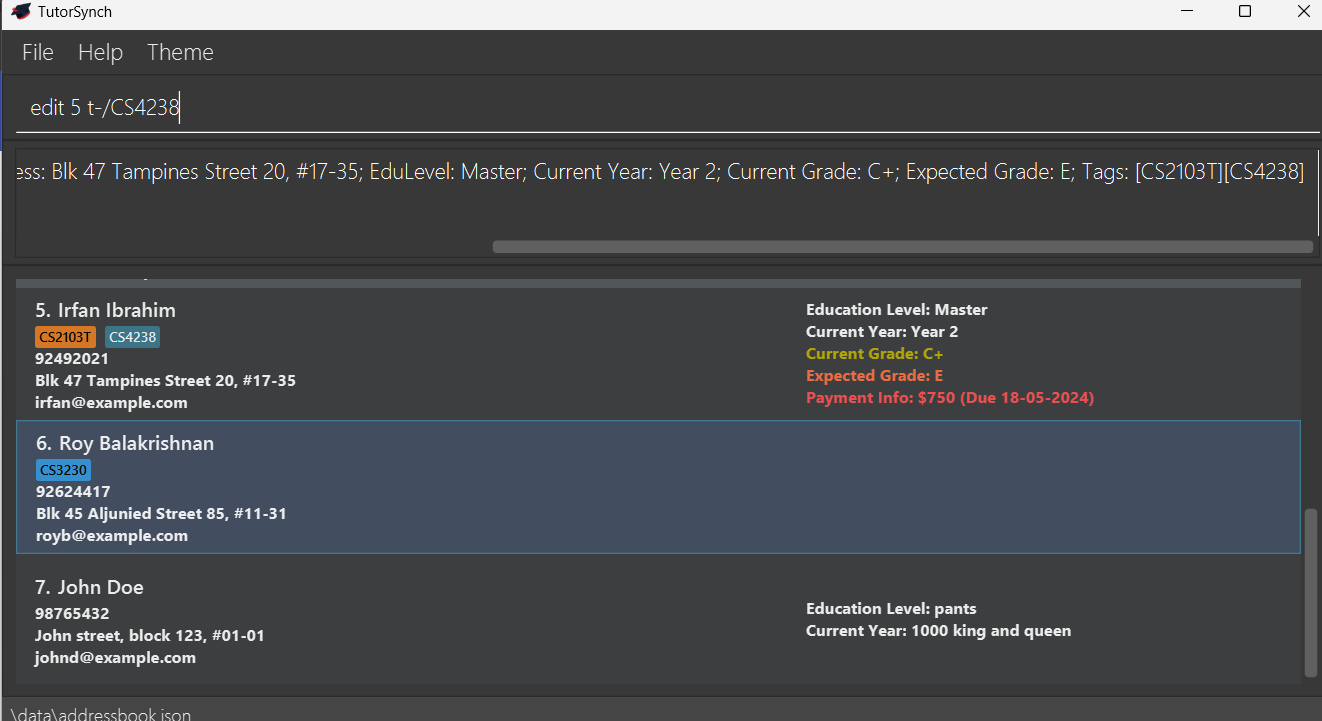 TutorSynch
File Help Theme
edit 5 t-/CS4238
ess: Blk 47 Tampines Street 20, #17-35; EduLevel: Master; Current Year: Year 2; Current Grade: C+; Expected Grade: E; Tags: [CS2103T][CS4238]
5. Irfan Ibrahim
CS2103T CS4238
92492021
Blk 47 Tampines Street 20, #17-35
irfan@example.com
Education Level: Master
Current Year: Year 2
Current Grade: C+
Expected Grade: E
Payment Info: $750 (Due 18-05-2024)
6. Roy Balakrishnan
CS3230
92624417
Blk 45 Aljunied Street 85, #11-31
royb@example.com
7. John Doe
98765432
John street, block 123, #01-01
johnd@example.com
Education Level: pants
Current Year: 1000 king and queen
\data\addressbook.json